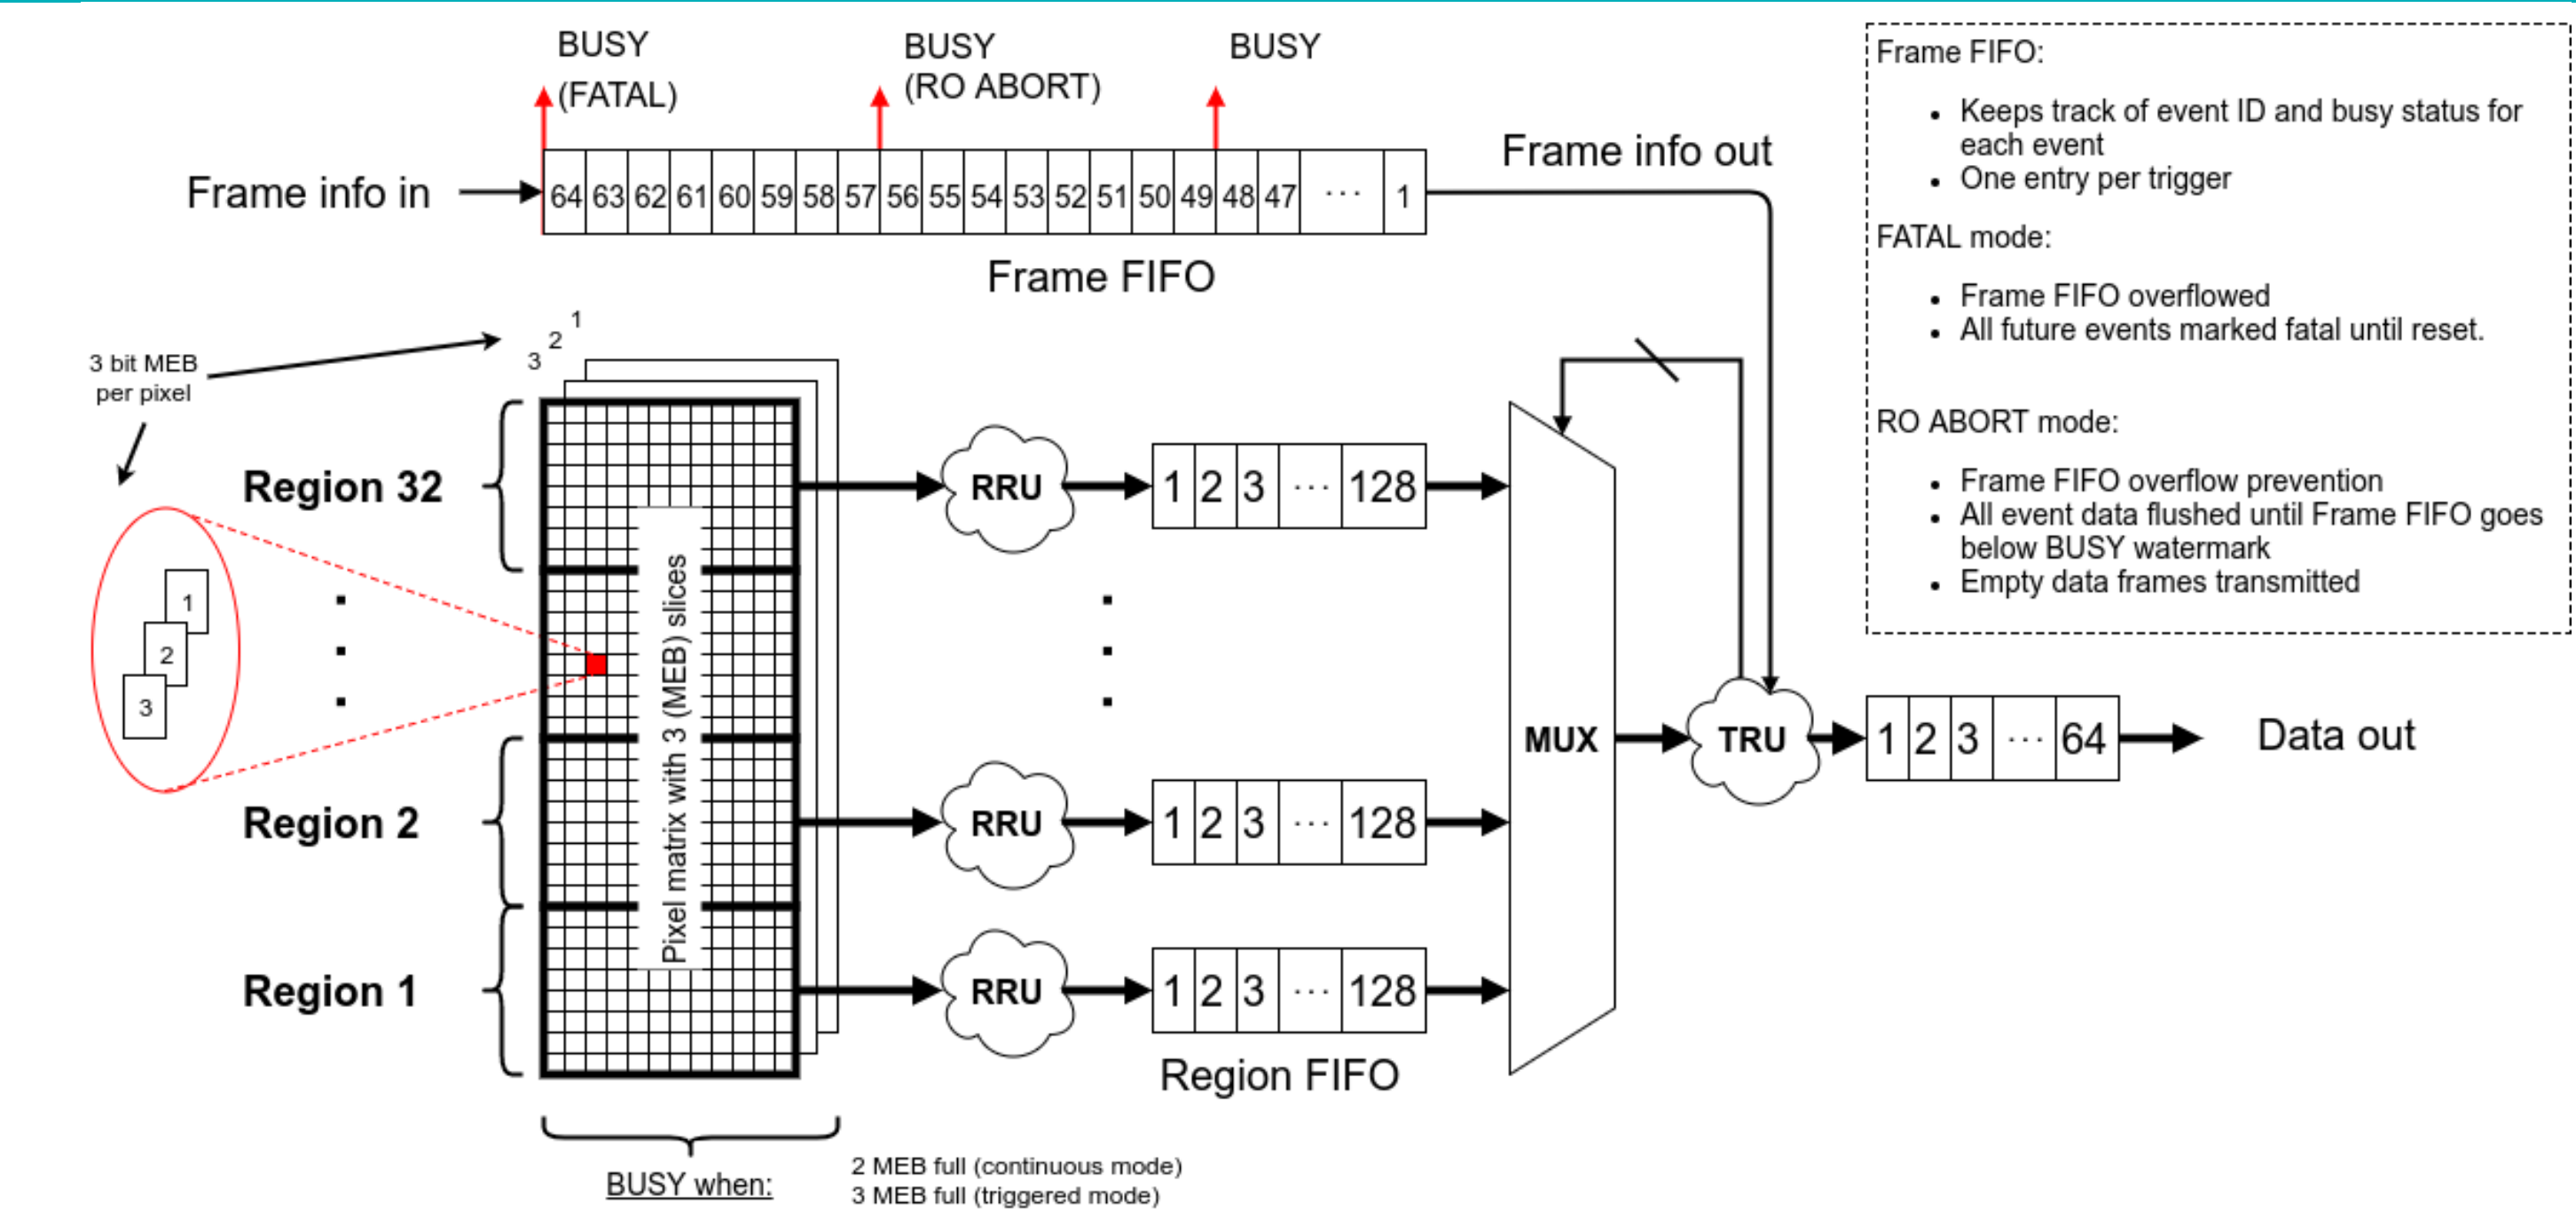 BUSY
(FATAL)
BUSY
(RO ABORT)
BUSY
Frame info in
64 63 62 61 60 59 58 57 56 55 54 53 52 51 50 49 48 47 ... 1
Frame info out
Frame FIFO
Frame FIFO:
• Keeps track of event ID and busy status for
each event
• One entry per trigger
FATAL mode:
• Frame FIFO overflowed
• All future events marked fatal until reset.
RO ABORT mode:
• Frame FIFO overflow prevention
• All event data flushed until Frame FIFO goes
below BUSY watermark
• Empty data frames transmitted
3 bit MEB
per pixel
1
2
3
Region 32
RRU
1 2 3 ... 128
1
2
3
Pixel matrix with 3 (MEB) slices
MUX
TRU
1 2 3 ... 64
Data out
Region 2
RRU
1 2 3 ... 128
Region 1
RRU
1 2 3 ... 128
Region FIFO
BUSY when:
2 MEB full (continuous mode)
3 MEB full (triggered mode)